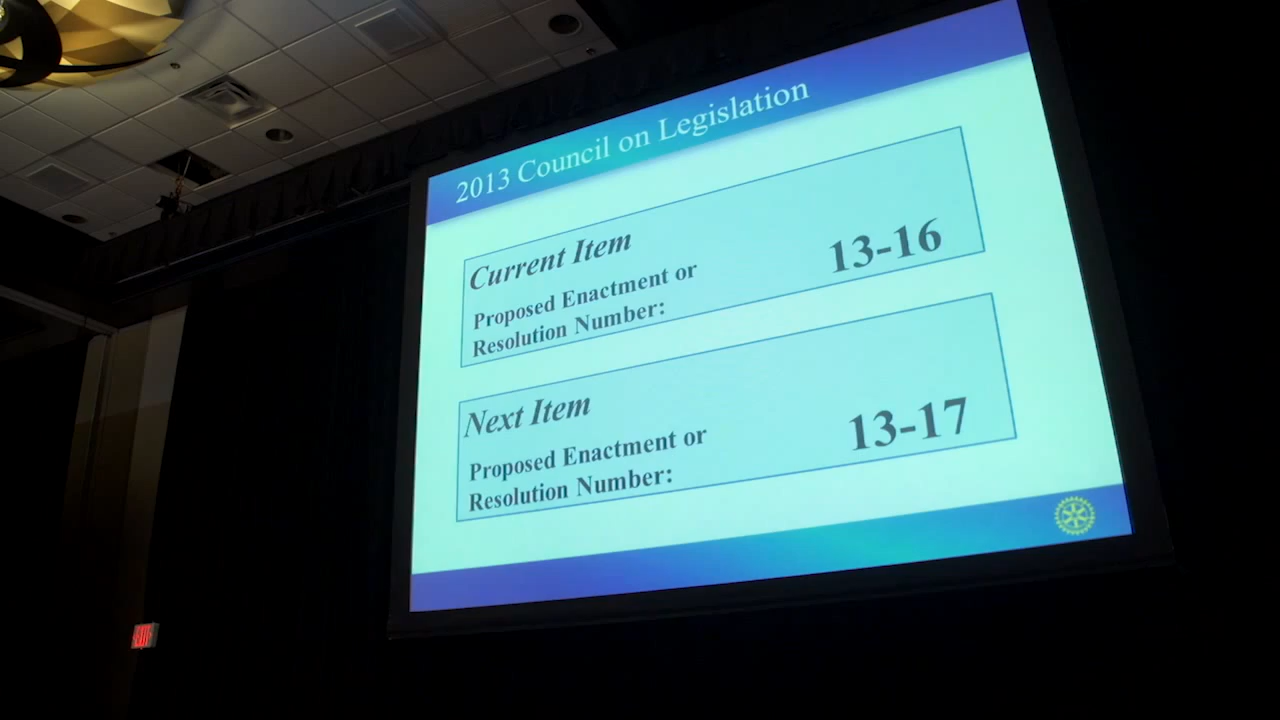 2013 Council on Legislation
Current Item
Proposed Enactment or
Resolution Number:
13-16
Next Item
Proposed Enactment or
Resolution Number:
13-17